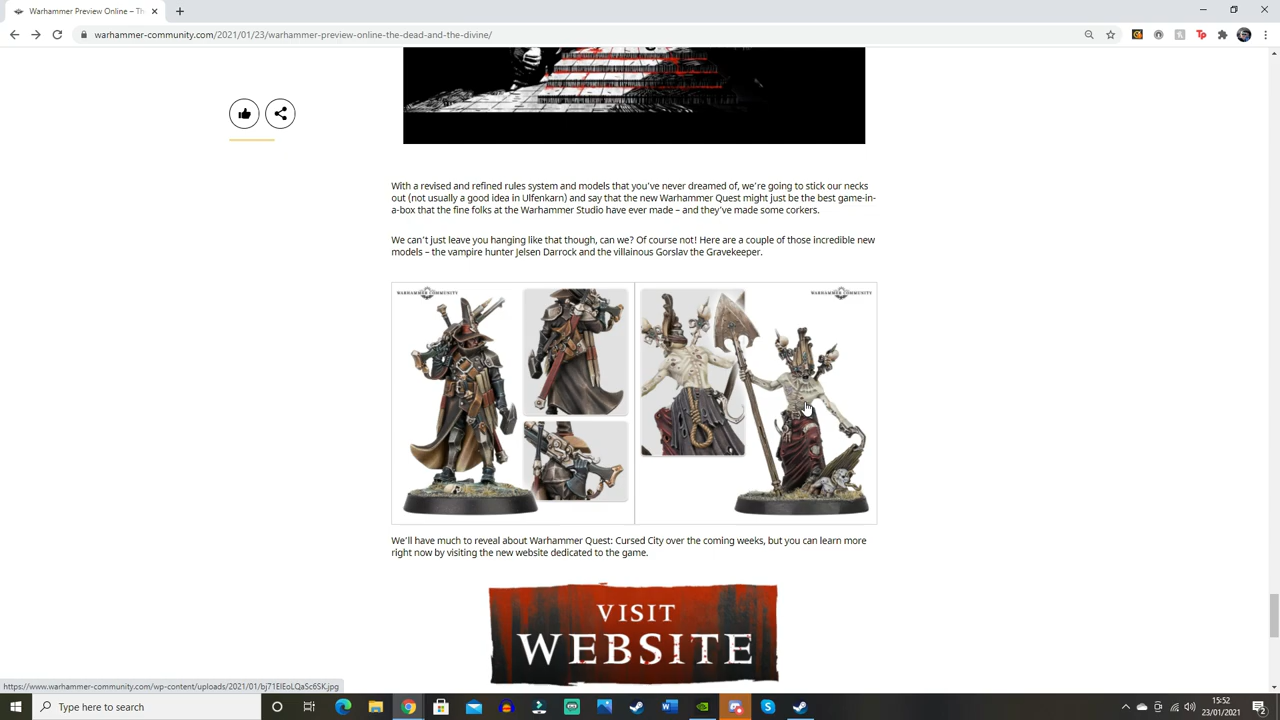 Warhammer Preview Online – Th
warhammer-community.com/2021/01/23/warhammer-preview-online-the-dead-and-the-divine/
With a revised and refined rules system and models that you've never dreamed of, we're going to stick our necks
out (not usually a good idea in Ulfenkarn) and say that the new Warhammer Quest might just be the best game-in-
a-box that the fine folks at the Warhammer Studio have ever made – and they've made some corkers.
We can't just leave you hanging like that though, can we? Of course not! Here are a couple of those incredible new
models – the vampire hunter Jelsen Darrock and the villainous Gorslav the Gravekeeper.
WARHAMMER COMMUNITY
WARHAMMER COMMUNITY
We'll have much to reveal about Warhammer Quest: Cursed City over the coming weeks, but you can learn more
right now by visiting the new website dedicated to the game.
VISIT
WEBSITE
https://www.warhammer-community.com/wp-content/uploads/2021/01/bj71ElEoLQaSc6SK.jpg
Type here to search
15:52
23/01/2021